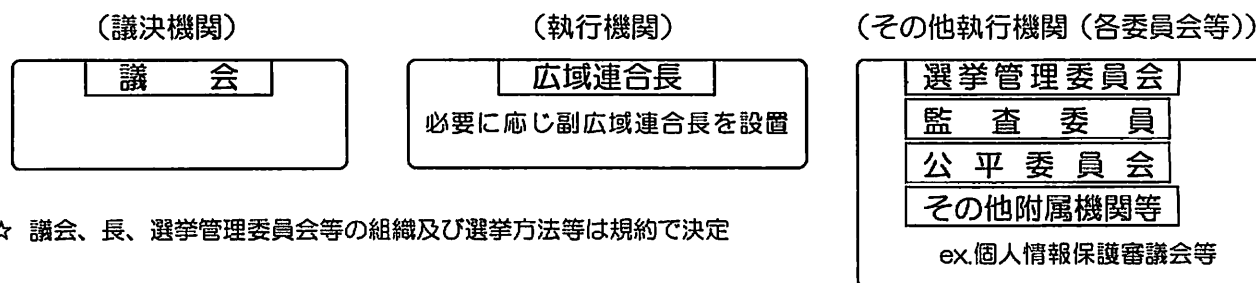 （議決機関）
議　会
（執行機関）
広域連合長
必要に応じ副広域連合長を設置
（その他執行機関（各委員会等））
選挙管理委員会
監　査　委　員
公　平　委　員　会
その他附属機関等
ex.個人情報保護審議会等
☆　議会、長、選挙管理委員会等の組織及び選挙方法等は規約で決定